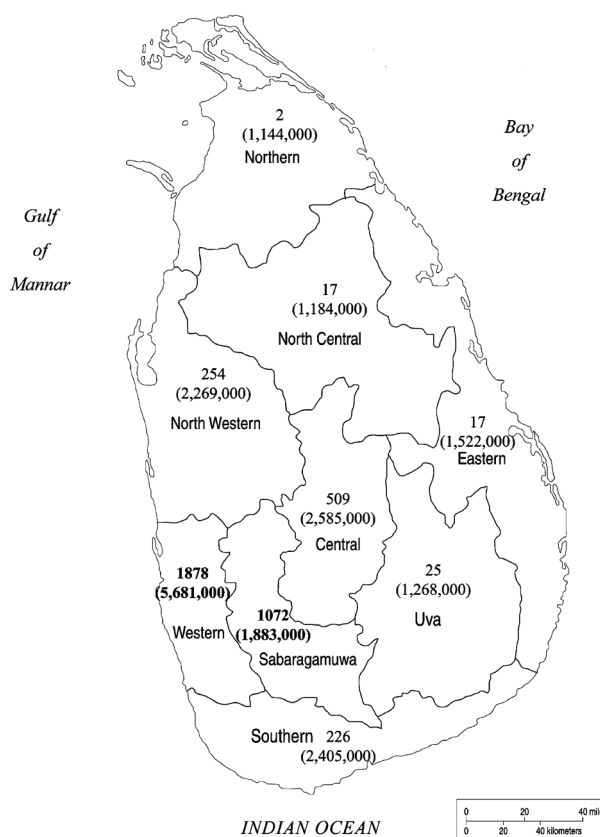 2
(1,144,000)
Northern
Bay
of
Bengal
Gulf
of
Mannar
17
(1,184,000)
North Central
254
(2,269,000)
North Western
17
(1,522,000)
Eastern
509
(2,585,000)
Central
1878
(5,681,000)
Western
1072
(1,883,000)
Sabaragamuwa
25
(1,268,000)
Uva
Southern 226
(2,405,000)
INDIAN OCEAN
0 20 40 mil
0 20 40 kilometers